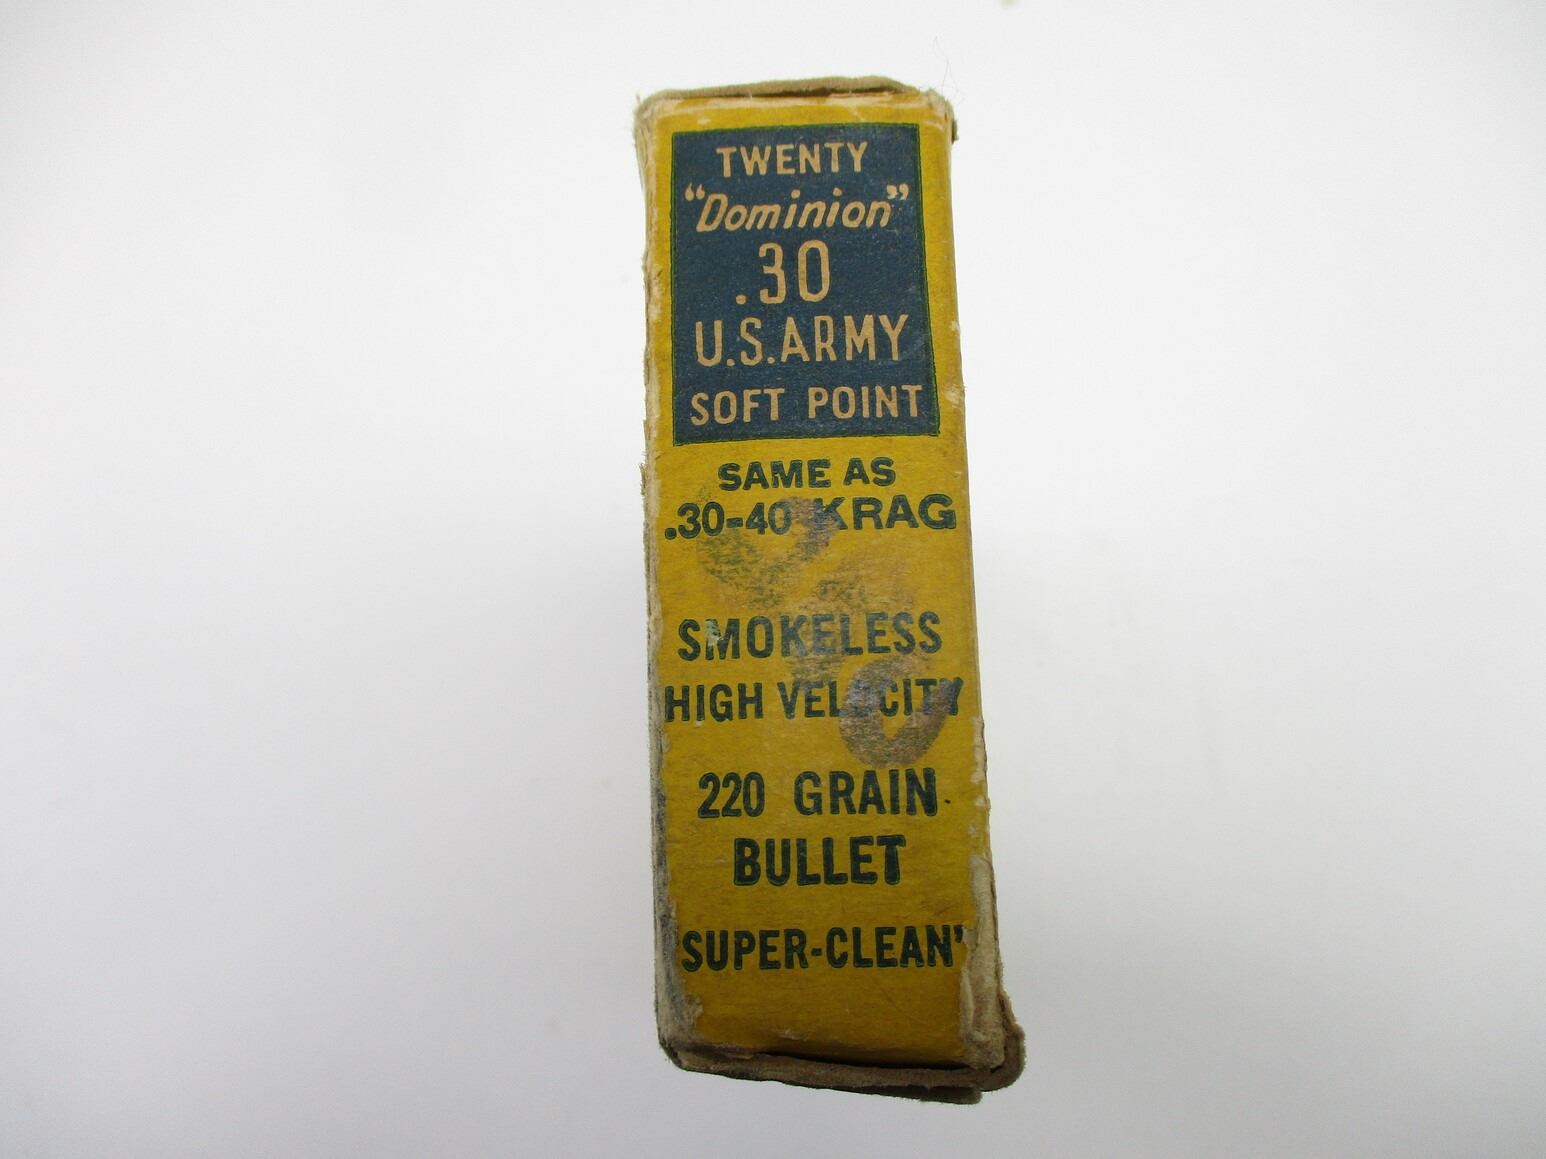 TWENTY
“Dominion”
.30
U.S.ARMY
SOFT POINT
SAME AS
.30-40 KRAG
SMOKELESS
HIGH VELOCITY
220 GRAIN
BULLET
SUPER-CLEAN’